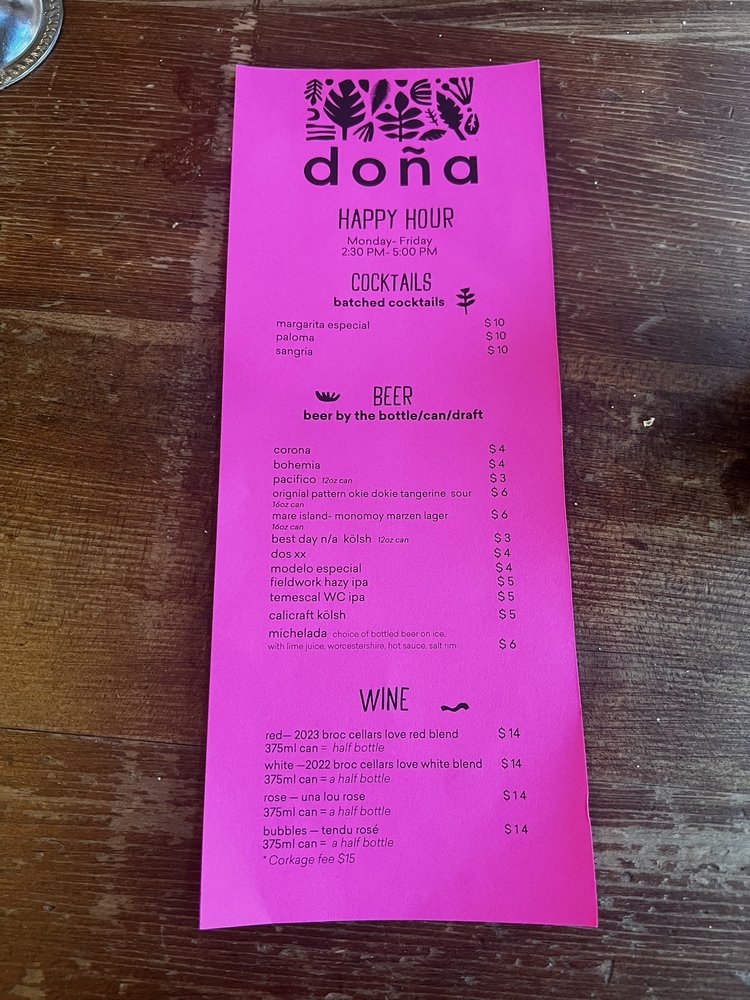 doña
HAPPY HOUR
Monday- Friday
2:30 PM- 5:00 PM
COCKTAILS
batched cocktails
margarita especial $10
paloma $10
sangria $10
BEER
beer by the bottle/can/draft
corona $4
bohemia $4
pacifico 12oz can $3
orignial pattern okie dokie tangerine sour $6
16oz can
mare island- monomoy marzen lager $6
16oz can
best day n/a kölsh 12oz can $3
dos xx $4
modelo especial $4
fieldwork hazy ipa $5
temescal WC ipa $5
calicraft kölsh $5
michelada choice of bottled beer on ice,
with lime juice, worcestershire, hot sauce, salt rim $6
WINE
red— 2023 broc cellars love red blend $14
375ml can = half bottle
white —2022 broc cellars love white blend $14
375ml can = a half bottle
rose — una lou rose $14
375ml can = a half bottle
bubbles — tendu rosé $14
375ml can = a half bottle
* Corkage fee $15